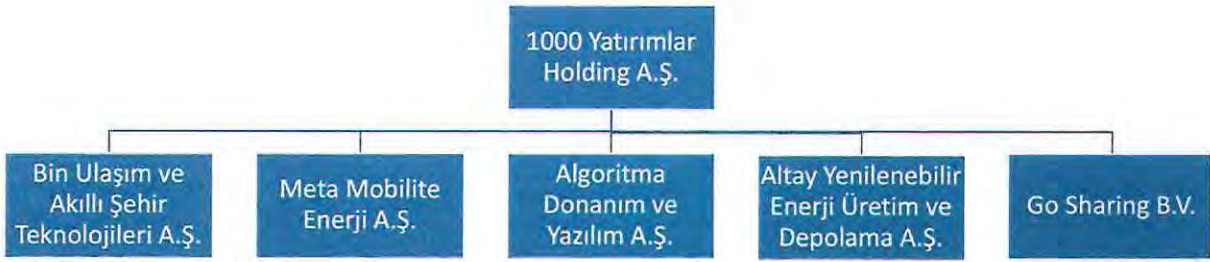 1000 Yatırımlar
Holding A.Ş.
Bin Ulaşım ve
Akıllı Şehir
Teknolojileri A.Ş.
Meta Mobilite
Enerji A.Ş.
Algoritma
Donanım ve
Yazılım A.Ş.
Altay Yenilenebilir
Enerji Üretim ve
Depolama A.Ş.
Go Sharing B.V.